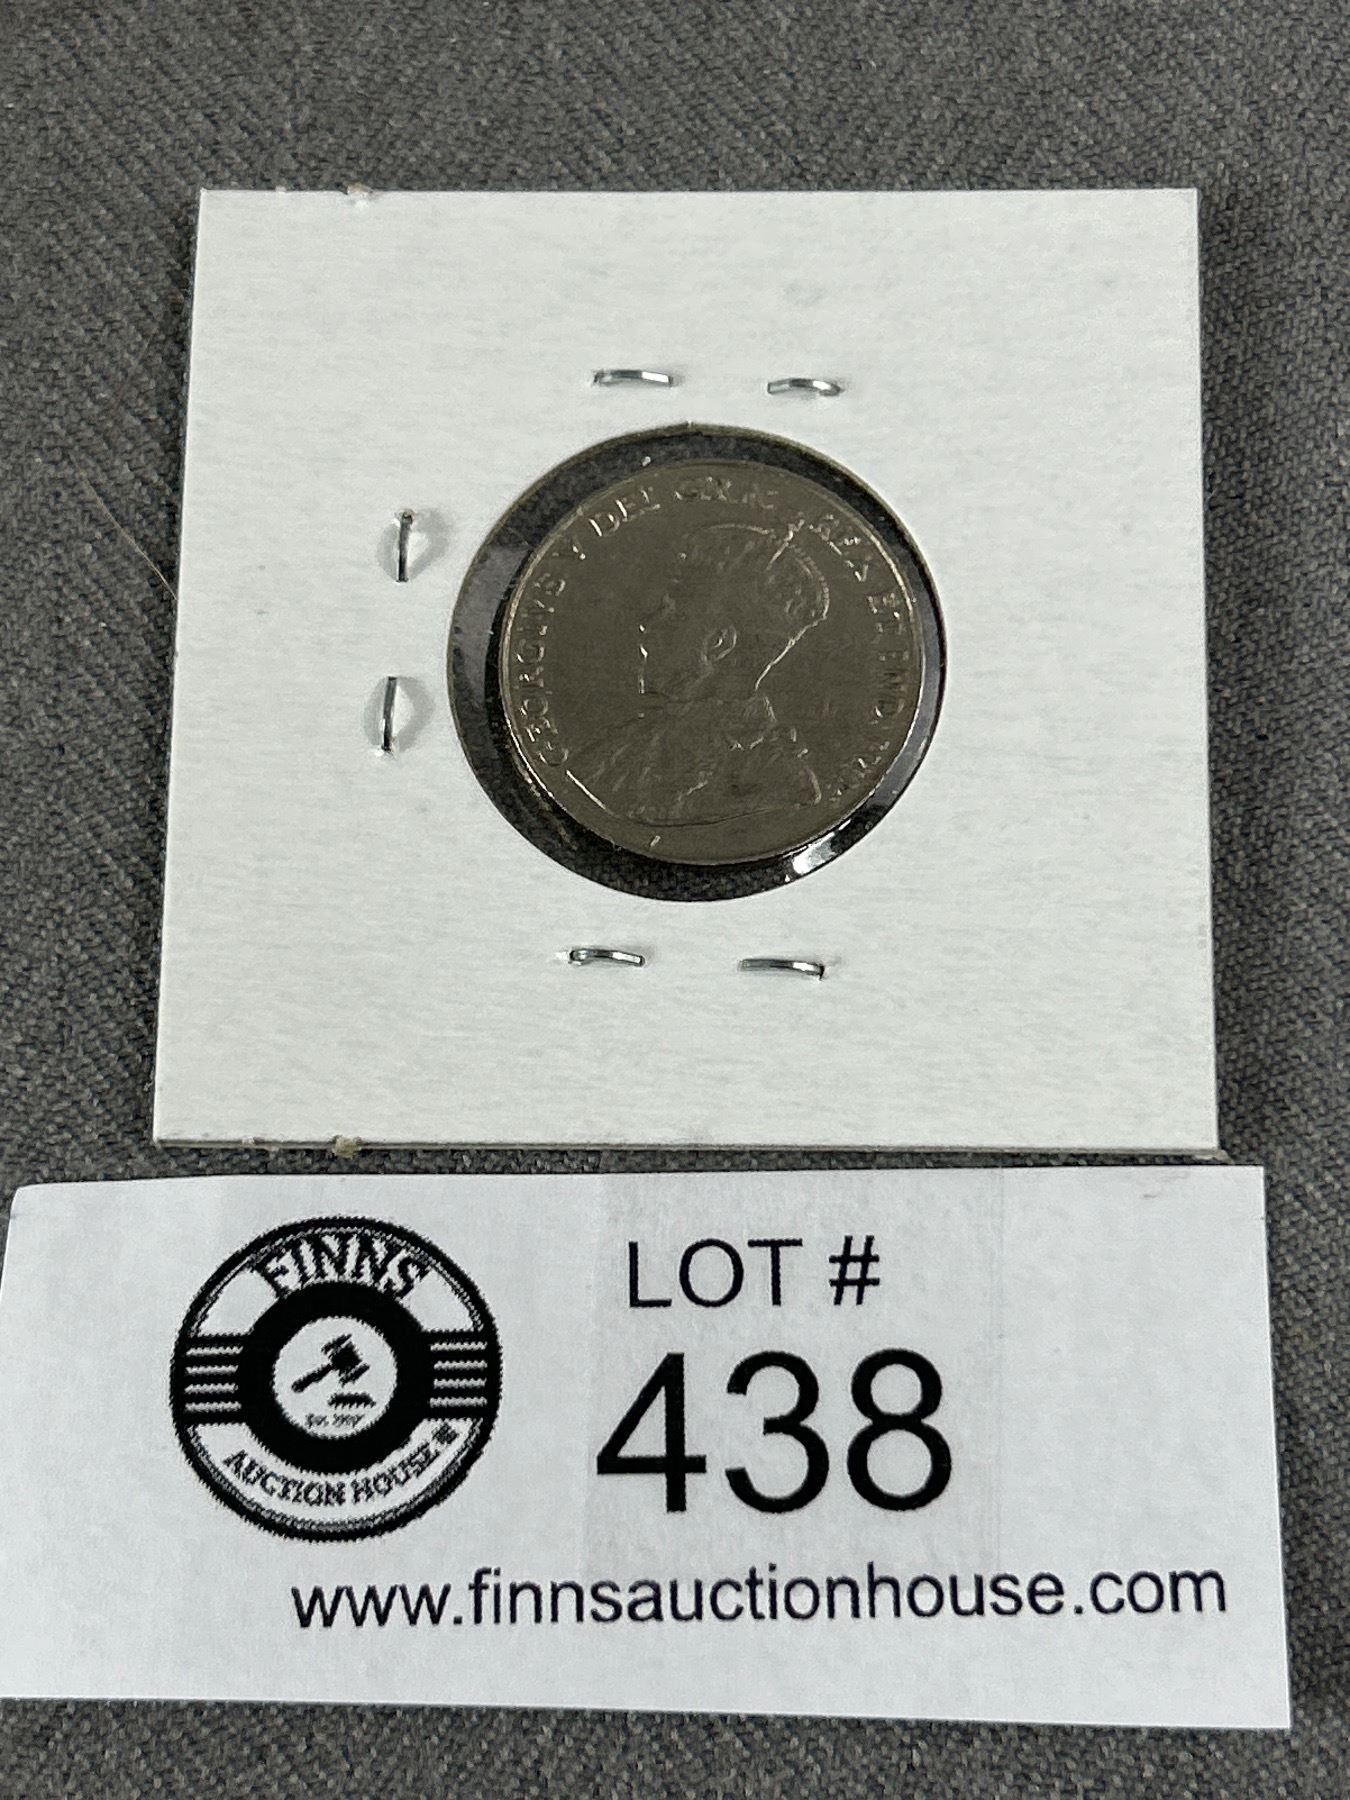 GEORGIVS V DEI GRA: REX ET IND: IMP:
FINNS
AUCTION HOUSE
LOT #
438
www.finnsauctionhouse.com